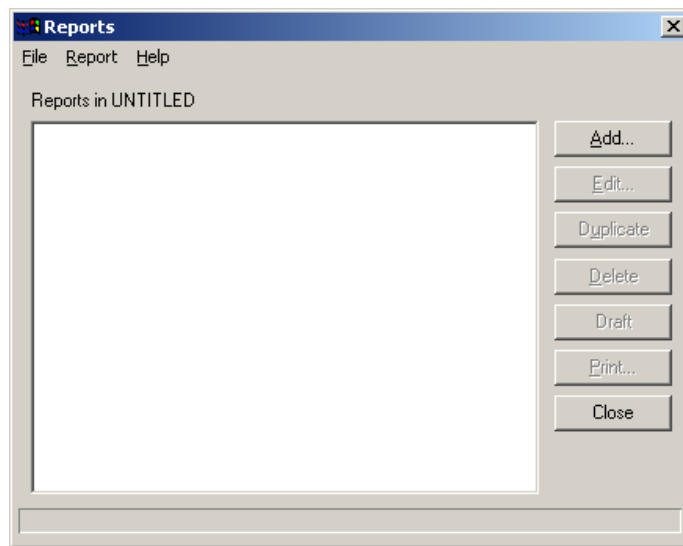 Reports
File Report Help
Reports in UNTITLED
Add...
Edit...
Duplicate
Delete
Draft
Print...
Close